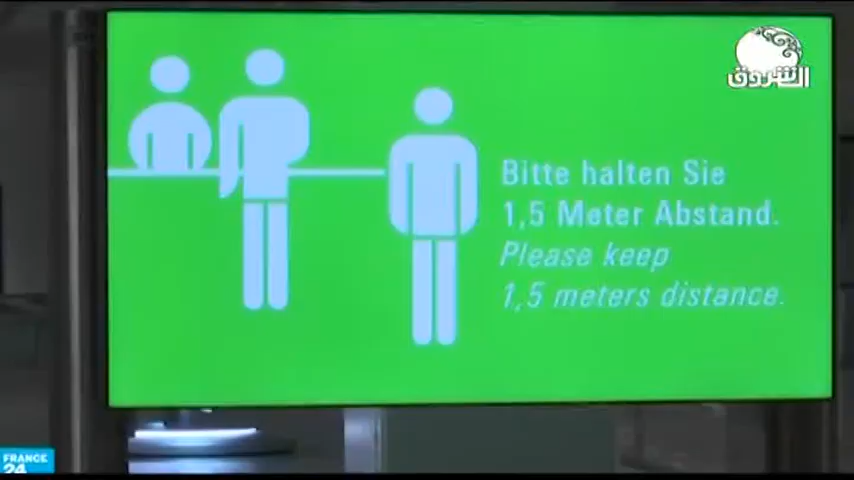 الشروق
Bitte halten Sie
1,5 Meter Abstand.
Please keep
1,5 meters distance.
FRANCE
24